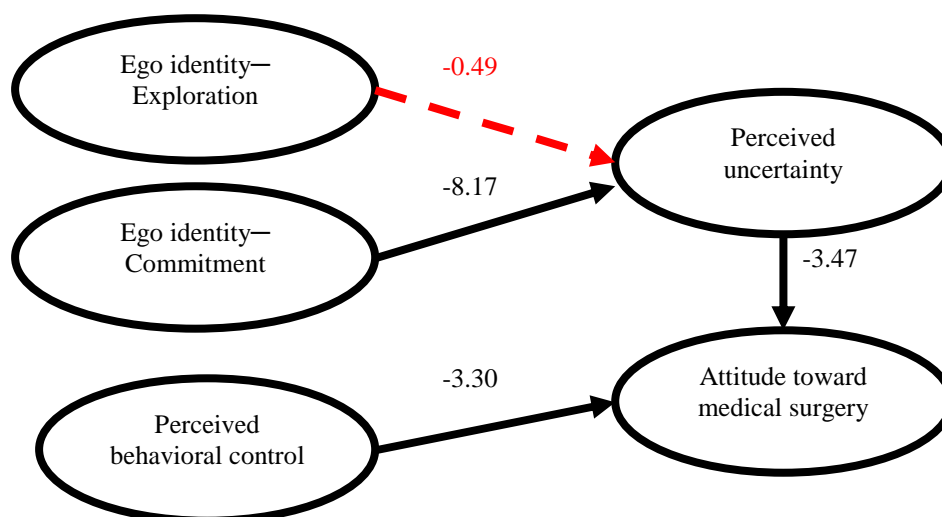 Ego identity─
Exploration
-0.49
Perceived
uncertainty
-8.17
Ego identity─
Commitment
-3.47
-3.30
Attitude toward
medical surgery
Perceived
behavioral control